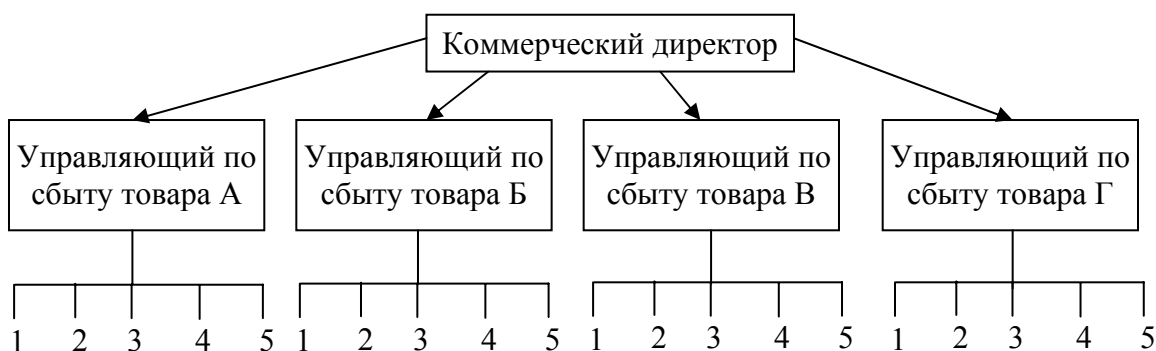 Коммерческий директор
Управляющий по
сбыту товара А
Управляющий по
сбыту товара Б
Управляющий по
сбыту товара В
Управляющий по
сбыту товара Г
1 2 3 4 5
1 2 3 4 5
1 2 3 4 5
1 2 3 4 5